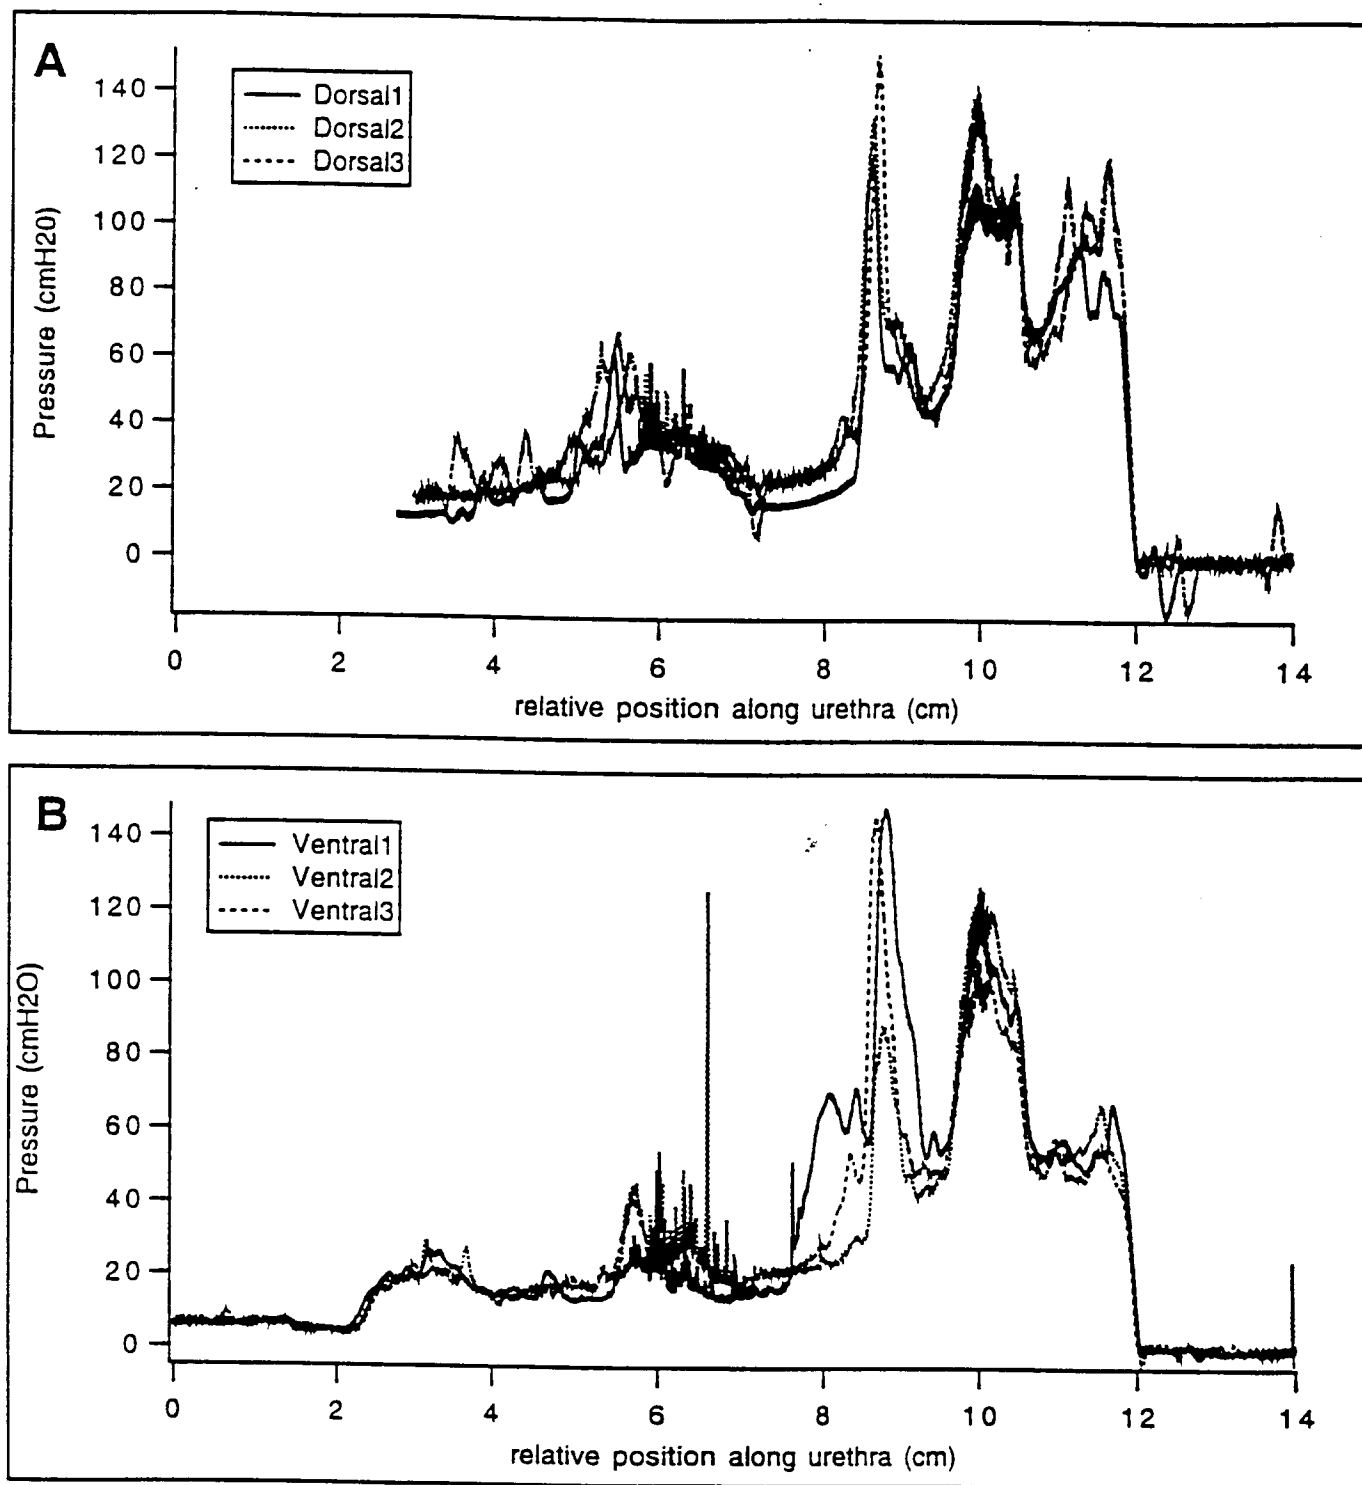 A
140
120
100
80
60
40
20
0
Pressure (cmH20)
Dorsal1
Dorsal2
Dorsal3
0 2 4 6 8 10 12 14
relative position along urethra (cm)
B
140
120
100
80
60
40
20
0
Pressure (cmH2O)
Ventral1
Ventral2
Ventral3
0 2 4 6 8 10 12 14
relative position along urethra (cm)